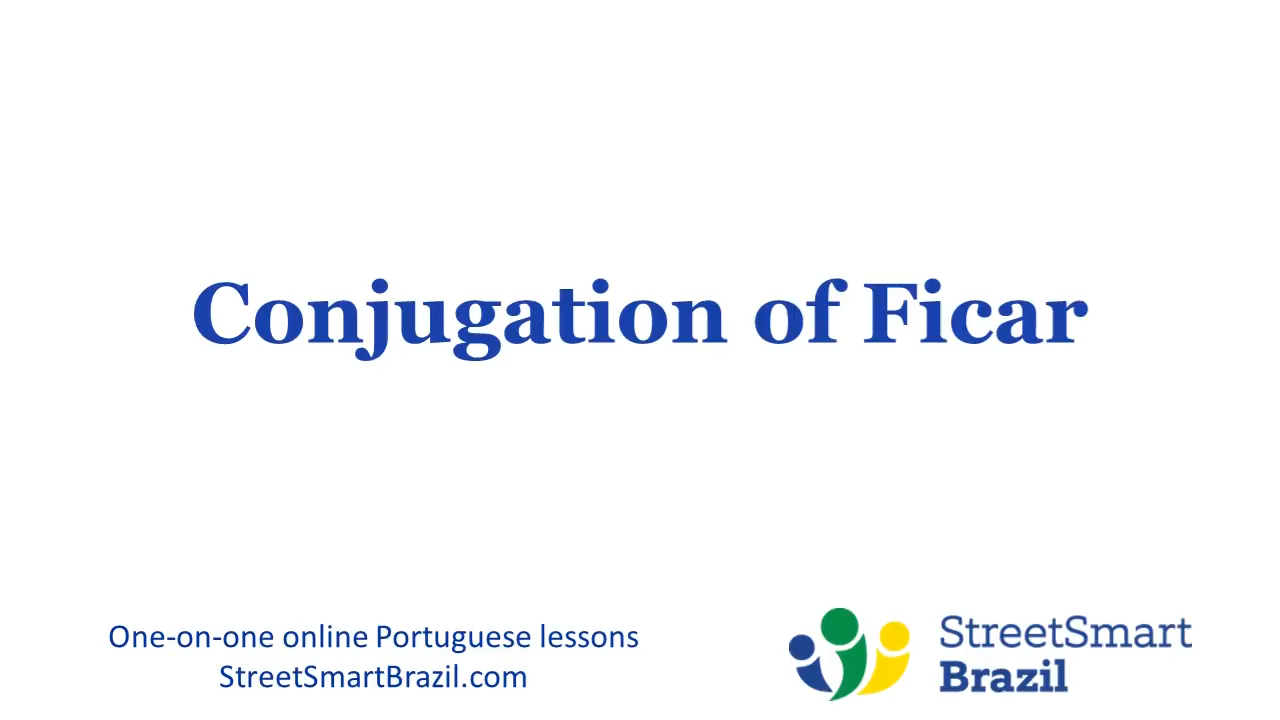 Conjugation of Ficar
One-on-one online Portuguese lessons
StreetSmartBrazil.com
StreetSmart
Brazil